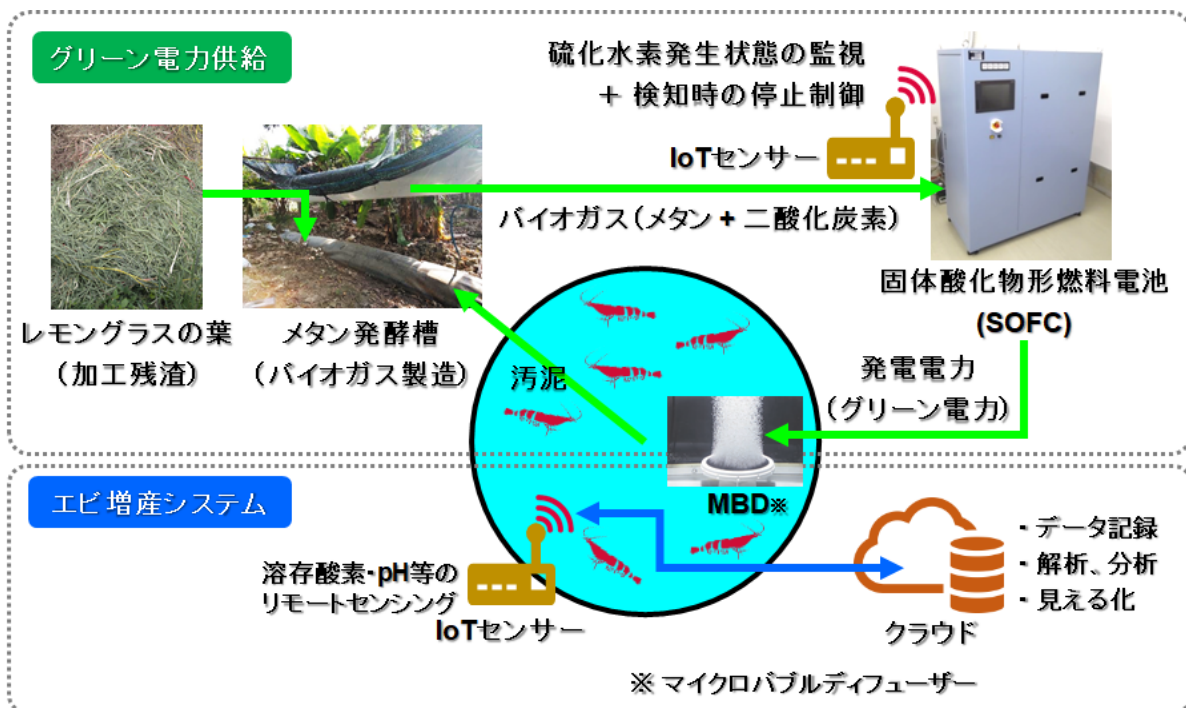 グリーン電力供給
硫化水素発生状態の監視
+ 検知時の停止制御
IoTセンサー
バイオガス(メタン + 二酸化炭素)
固体酸化物形燃料電池
(SOFC)
レモングラスの葉
(加工残渣)
メタン発酵槽
(バイオガス製造)
汚泥
発電電力
(グリーン電力)
MBD※
エビ増産システム
溶存酸素・pH等の
リモートセンシング
IoTセンサー
クラウド
・データ記録
・解析、分析
・見える化
※ マイクロバブルディフューザー